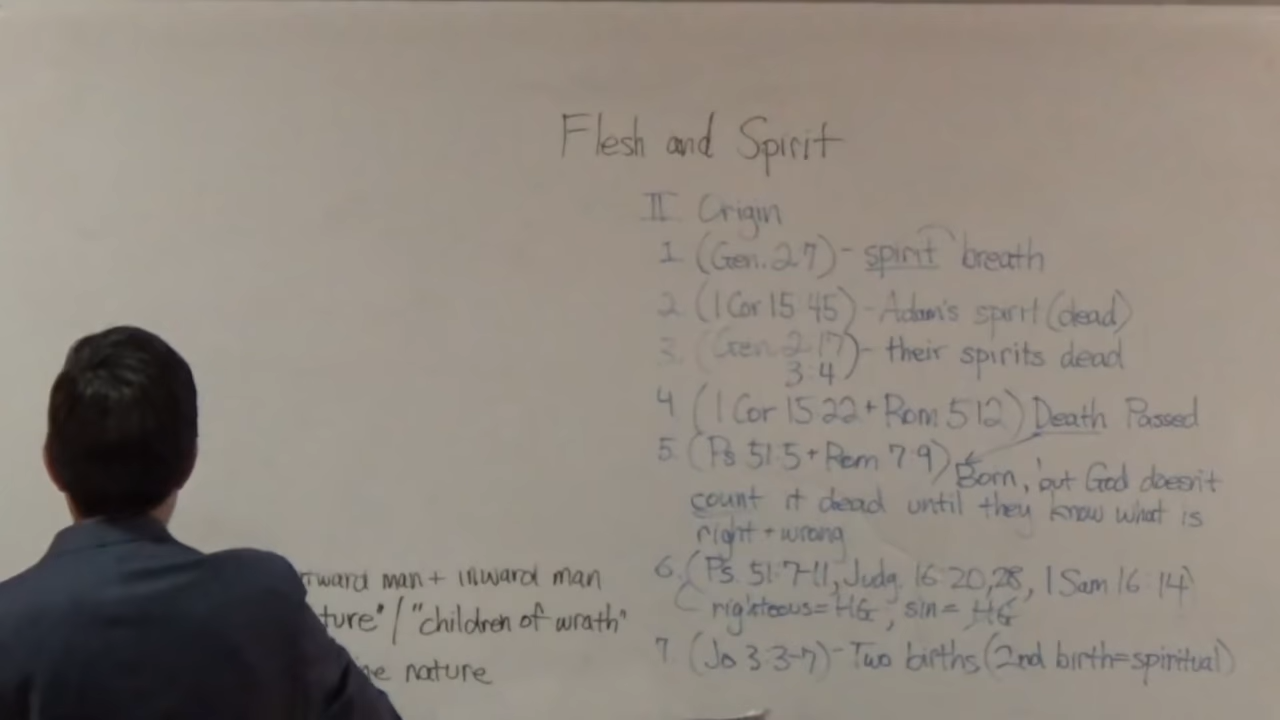 Flesh and Spirit
II. Origin
1. (Gen. 2:7) - spirit breath
2. (1 Cor 15:45) - Adam's spirit (dead)
3. (Gen. 2:17 - their spirits dead
3:4)
4 (1 Cor 15:22 + Rom 5:12) Death Passed
5. (Ps 51:5 + Rom 7:9) Born, but God doesn't
count it dead until they know what is
right + wrong
6. (Ps. 51:7-11, Judg. 16:20,28, 1 Sam 16:14)
righteous = HG, sin = HG
7. (Jo 3:3-7) - Two births (2nd birth = spiritual)
ward man + inward man
ture" / "children of wrath"
nature